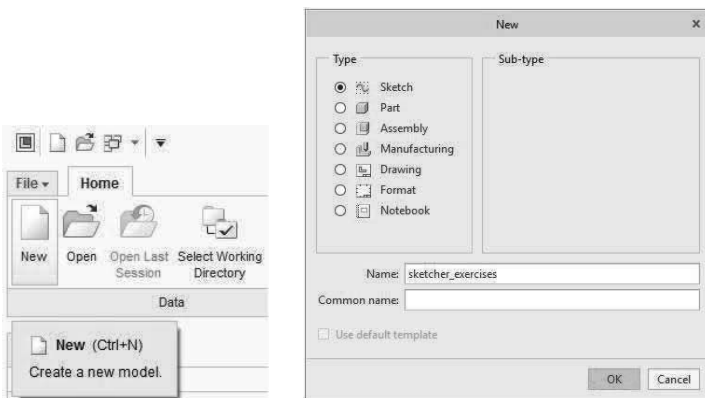 File
Home
New
Open
Open Last
Session
Select Working
Directory
Data
New (Ctrl+N)
Create a new model.
New
x
Type
Sub-type
Sketch
Part
Assembly
Manufacturing
Drawing
Format
Notebook
Name: sketcher_exercises
Common name:
Use default template
OK
Cancel